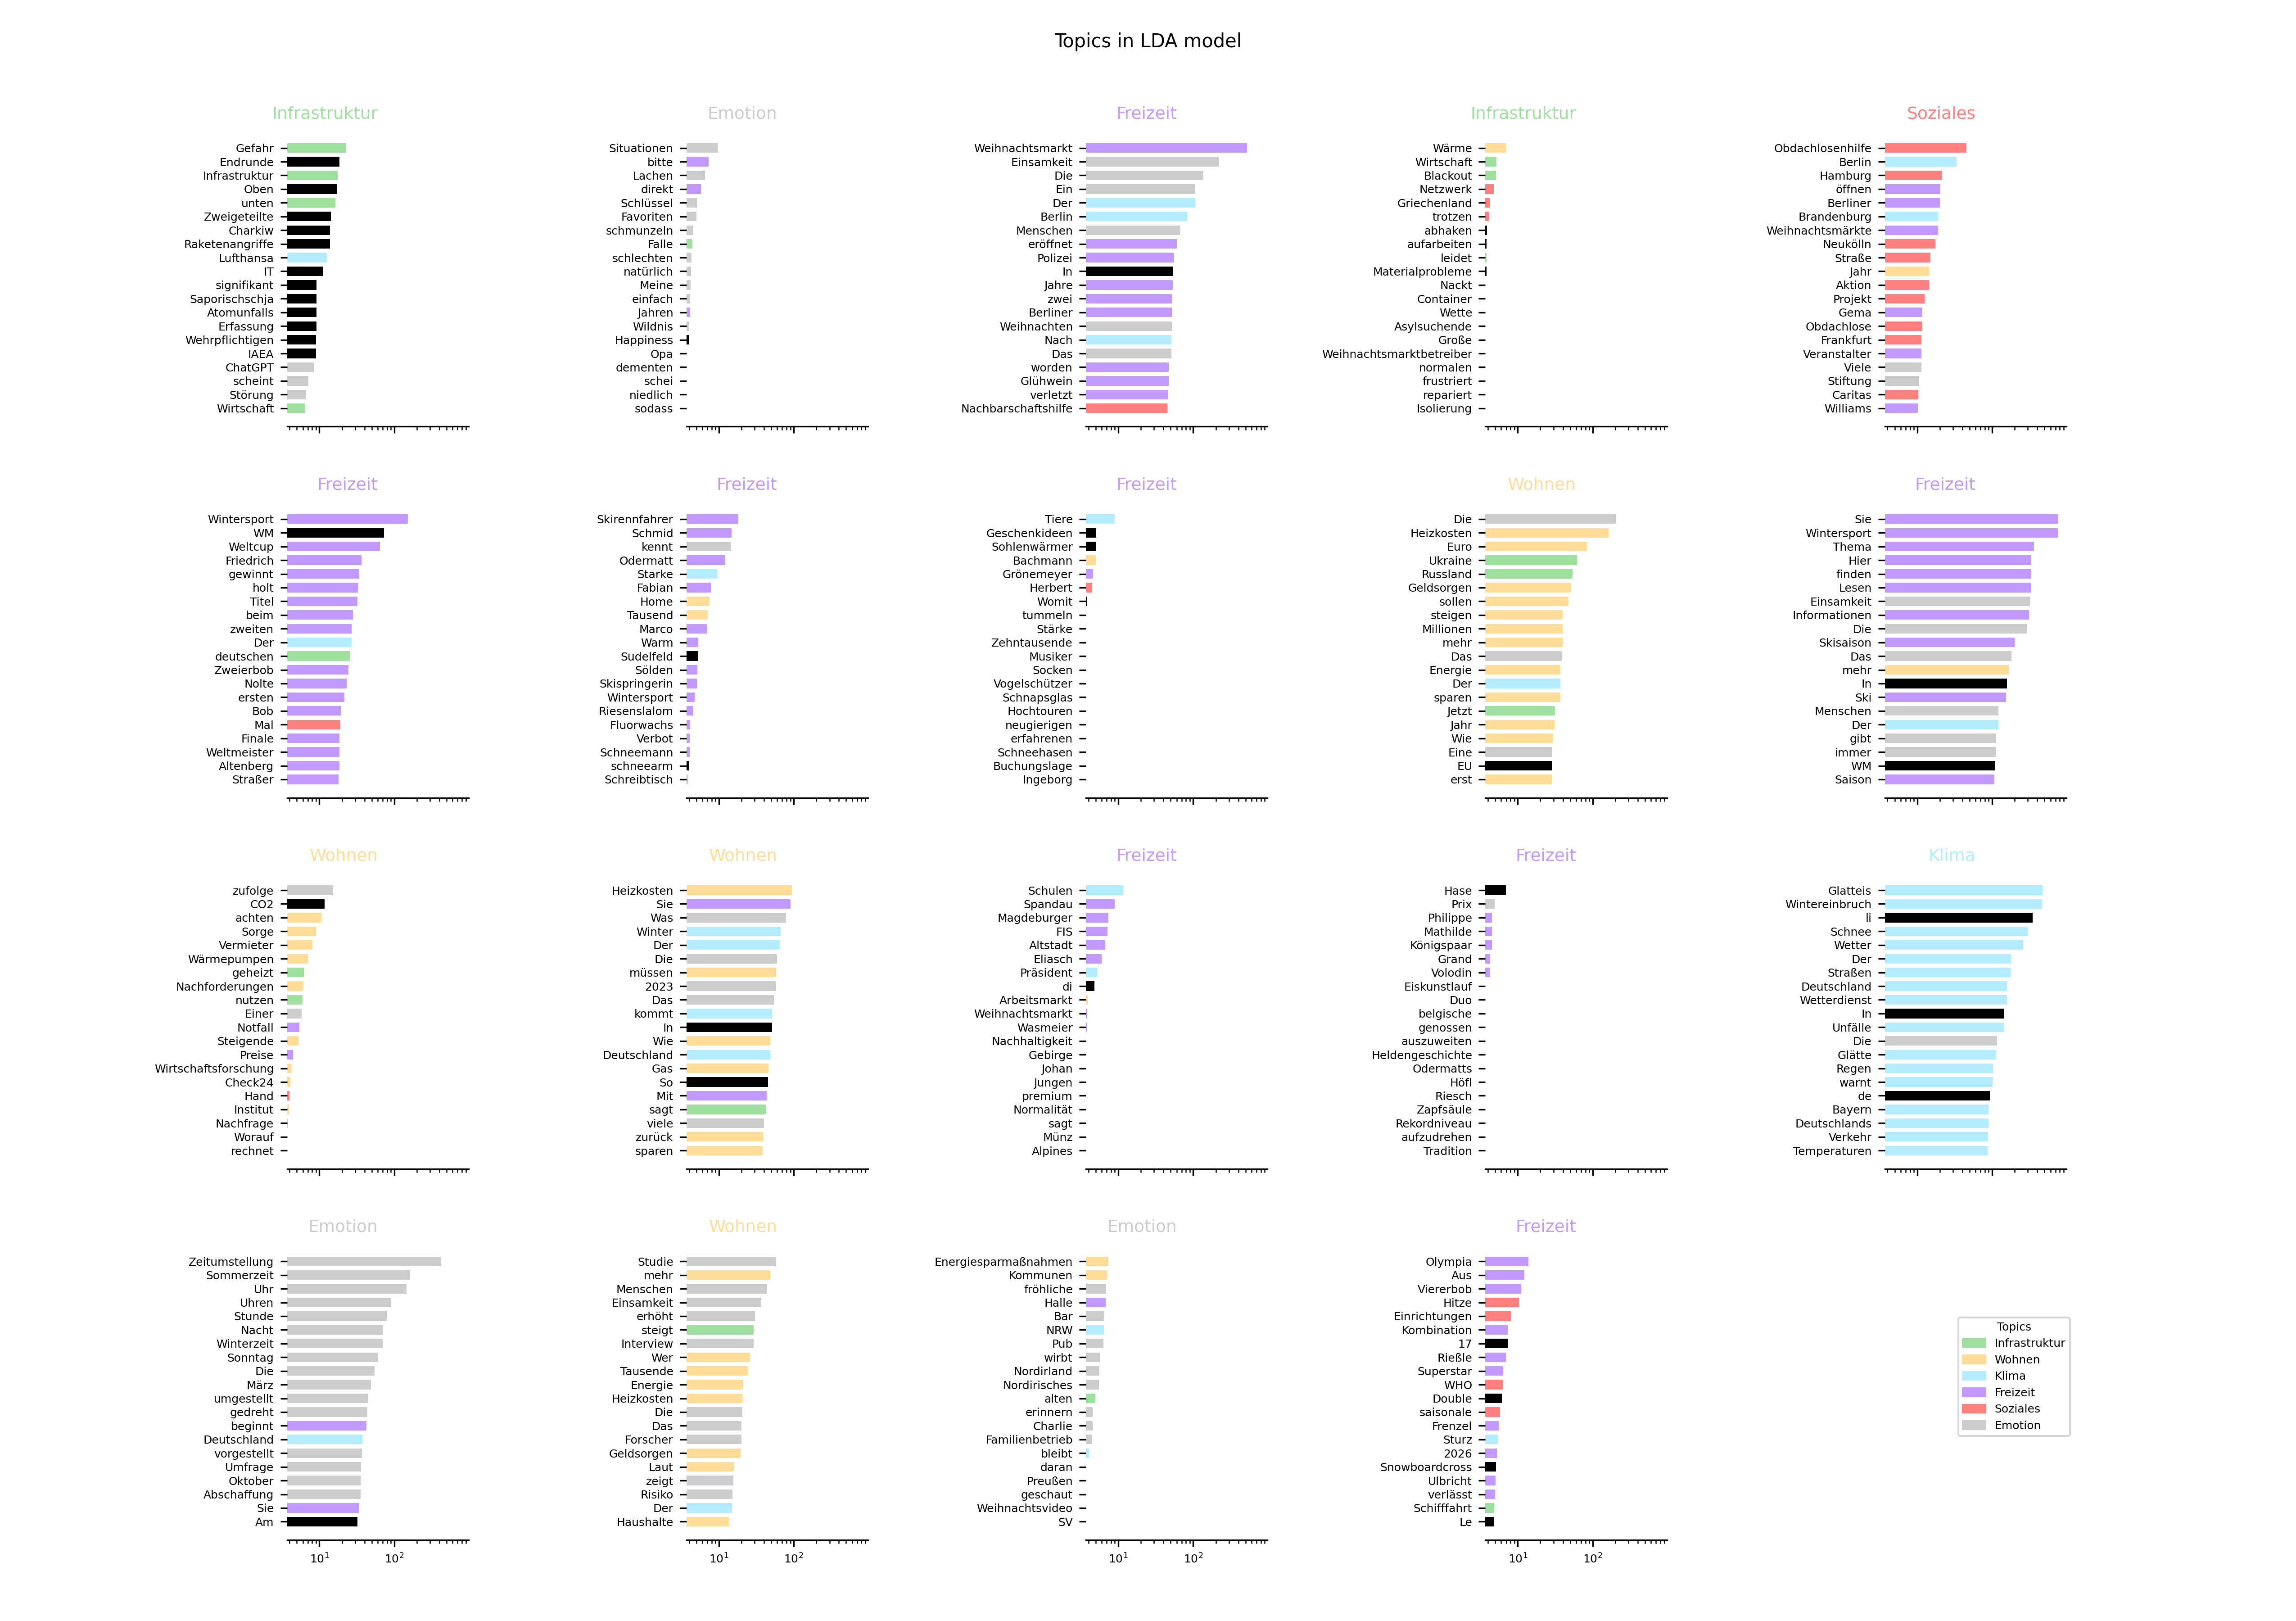 Topics in LDA model
Infrastruktur
Gefahr
Endrunde
Infrastruktur
Oben
unten
Zweigeteilte
Charkiw
Raketenangriffe
Lufthansa
IT
signifikant
Saporischschja
Atomunfalls
Erfassung
Wehrpflichtigen
IAEA
ChatGPT
scheint
Störung
Wirtschaft
Emotion
Situationen
bitte
Lachen
direkt
Schlüssel
Favoriten
schmunzeln
Falle
schlechten
natürlich
Meine
einfach
Jahren
Wildnis
Happiness
Opa
dementen
schei
niedlich
sodass
Freizeit
Weihnachtsmarkt
Einsamkeit
Die
Ein
Der
Berlin
Menschen
eröffnet
Polizei
In
Jahre
zwei
Berliner
Weihnachten
Nach
Das
worden
Glühwein
verletzt
Nachbarschaftshilfe
Infrastruktur
Wärme
Wirtschaft
Blackout
Netzwerk
Griechenland
trotzen
abhaken
aufarbeiten
leidet
Materialprobleme
Nackt
Container
Wette
Asylsuchende
Große
Weihnachtsmarktbetreiber
normalen
frustriert
repariert
Isolierung
Soziales
Obdachlosenhilfe
Berlin
Hamburg
öffnen
Berliner
Brandenburg
Weihnachtsmärkte
Neukölln
Straße
Jahr
Aktion
Projekt
Gema
Obdachlose
Frankfurt
Veranstalter
Viele
Stiftung
Caritas
Williams
Freizeit
Wintersport
WM
Weltcup
Friedrich
gewinnt
holt
Titel
beim
zweiten
Der
deutschen
Zweierbob
Nolte
ersten
Bob
Mal
Finale
Weltmeister
Altenberg
Straßer
Freizeit
Skirennfahrer
Schmid
kennt
Odermatt
Starke
Fabian
Home
Tausend
Marco
Warm
Sudelfeld
Sölden
Skispringerin
Wintersport
Riesenslalom
Fluorwachs
Verbot
Schneemann
schneearm
Schreibtisch
Freizeit
Tiere
Geschenkideen
Sohlenwärmer
Bachmann
Grönemeyer
Herbert
Womit
tummeln
Stärke
Zehntausende
Musiker
Socken
Vogelschützer
Schnapsglas
Hochtouren
neugierigen
erfahrenen
Schneehasen
Buchungslage
Ingeborg
Wohnen
Die
Heizkosten
Euro
Ukraine
Russland
Geldsorgen
sollen
steigen
Millionen
mehr
Das
Energie
Der
sparen
Jetzt
Jahr
Wie
Eine
EU
erst
Freizeit
Sie
Wintersport
Thema
Hier
finden
Lesen
Einsamkeit
Informationen
Die
Skisaison
Das
mehr
In
Ski
Menschen
Der
gibt
immer
WM
Saison
Wohnen
zufolge
CO2
achten
Sorge
Vermieter
Wärmepumpen
geheizt
Nachforderungen
nutzen
Einer
Notfall
Steigende
Preise
Wirtschaftsforschung
Check24
Hand
Institut
Nachfrage
Worauf
rechnet
Wohnen
Heizkosten
Sie
Was
Winter
Der
Die
müssen
2023
Das
kommt
In
Wie
Deutschland
Gas
So
Mit
sagt
viele
zurück
sparen
Freizeit
Schulen
Spandau
Magdeburger
FIS
Altstadt
Eliasch
Präsident
di
Arbeitsmarkt
Weihnachtsmarkt
Wasmeier
Nachhaltigkeit
Gebirge
Johan
Jungen
premium
Normalität
sagt
Münz
Alpines
Freizeit
Hase
Prix
Philippe
Mathilde
Königspaar
Grand
Volodin
Eiskunstlauf
Duo
belgische
genossen
auszuweiten
Heldengeschichte
Odermatts
Höfl
Riesch
Zapfsäule
Rekordniveau
aufzudrehen
Tradition
Klima
Glatteis
Wintereinbruch
li
Schnee
Wetter
Der
Straßen
Deutschland
Wetterdienst
In
Unfälle
Die
Glätte
Regen
warnt
de
Bayern
Deutschlands
Verkehr
Temperaturen
Emotion
Zeitumstellung
Sommerzeit
Uhr
Uhren
Stunde
Nacht
Winterzeit
Sonntag
Die
März
umgestellt
gedreht
beginnt
Deutschland
vorgestellt
Umfrage
Oktober
Abschaffung
Sie
Am
10¹ 10²
Wohnen
Studie
mehr
Menschen
Einsamkeit
erhöht
steigt
Interview
Wer
Tausende
Energie
Heizkosten
Die
Das
Forscher
Geldsorgen
Laut
zeigt
Risiko
Der
Haushalte
10¹ 10²
Emotion
Energiesparmaßnahmen
Kommunen
fröhliche
Halle
Bar
NRW
Pub
wirbt
Nordirland
Nordirisches
alten
erinnern
Charlie
Familienbetrieb
bleibt
daran
Preußen
geschaut
Weihnachtsvideo
SV
10¹ 10²
Freizeit
Olympia
Aus
Viererbob
Hitze
Einrichtungen
Kombination
17
Rießle
Superstar
WHO
Double
saisonale
Frenzel
Sturz
2026
Snowboardcross
Ulbricht
verlässt
Schifffahrt
Le
10¹ 10²
Topics
Infrastruktur
Wohnen
Klima
Freizeit
Soziales
Emotion